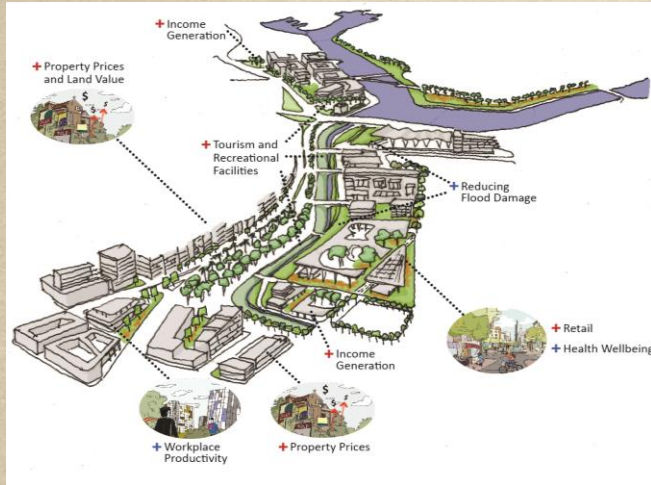 + Income
Generation
+ Property Prices
and Land Value
$
$
s
+ Tourism and
Recreational
Facilities
+ Reducing
Flood Damage
+ Retail
+ Health Wellbeing
+ Income
Generation
$
$
s
+ Workplace
Productivity
+ Property Prices